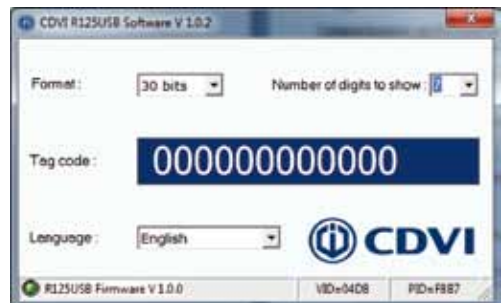 CDVI R125USB Software V 1.0.2
Format : 30 bits Number of digits to show : 7
Tag code : 000000000000
Language : English CDVI
R125USB Firmware V 1.0.0 VID=04D8 PID=FBB7